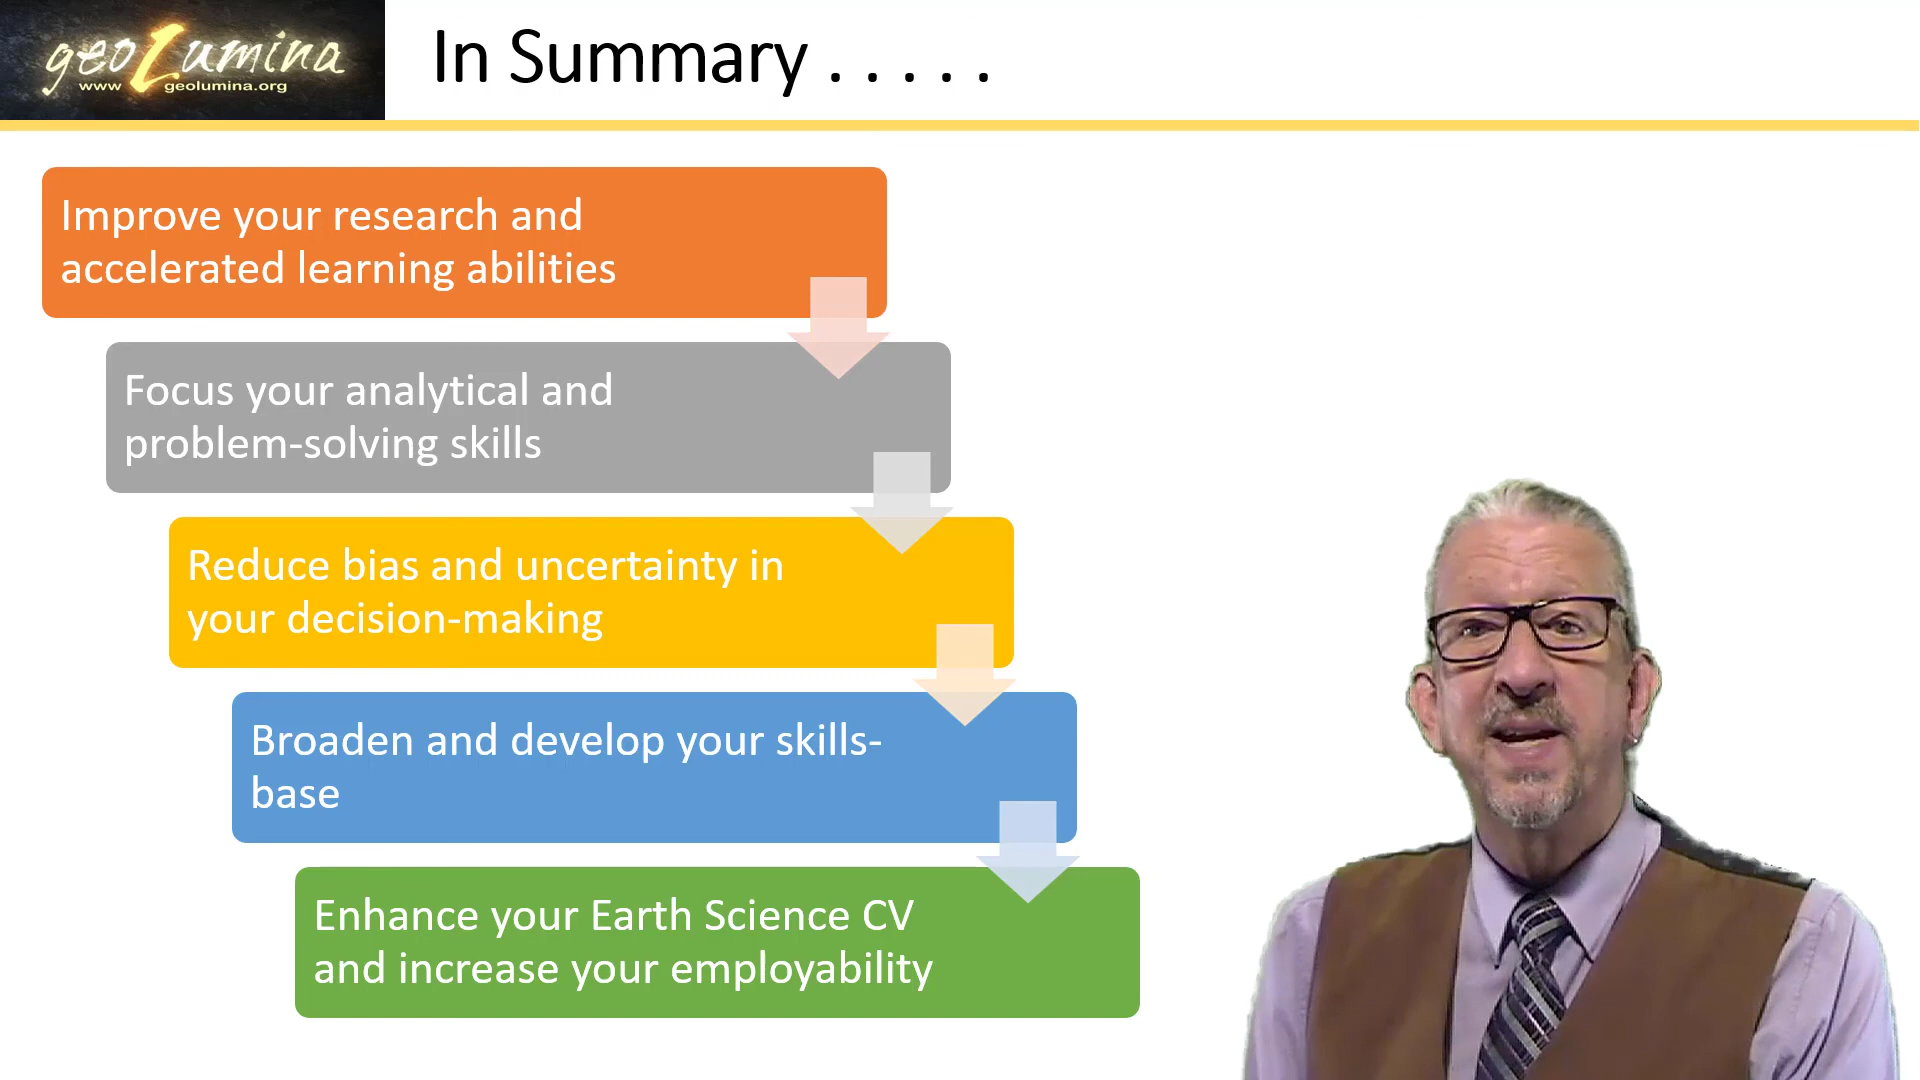 geoLumina
www geolumina.org
In Summary . . . . .
Improve your research and
accelerated learning abilities
Focus your analytical and
problem-solving skills
Reduce bias and uncertainty in
your decision-making
Broaden and develop your skills-
base
Enhance your Earth Science CV
and increase your employability